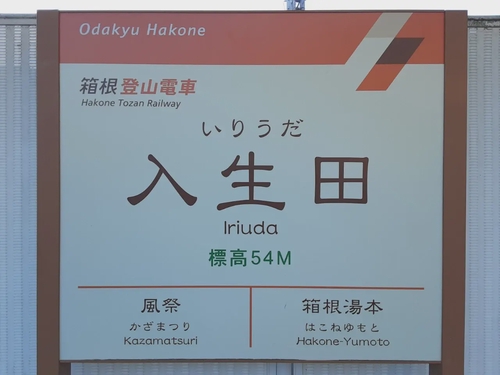 Odakyu Hakone
箱根登山電車
Hakone Tozan Railway
いりうだ
入生田
Iriuda
標高54M
風祭
かざまつり
Kazamatsuri
箱根湯本
はこねゆもと
Hakone-Yumoto